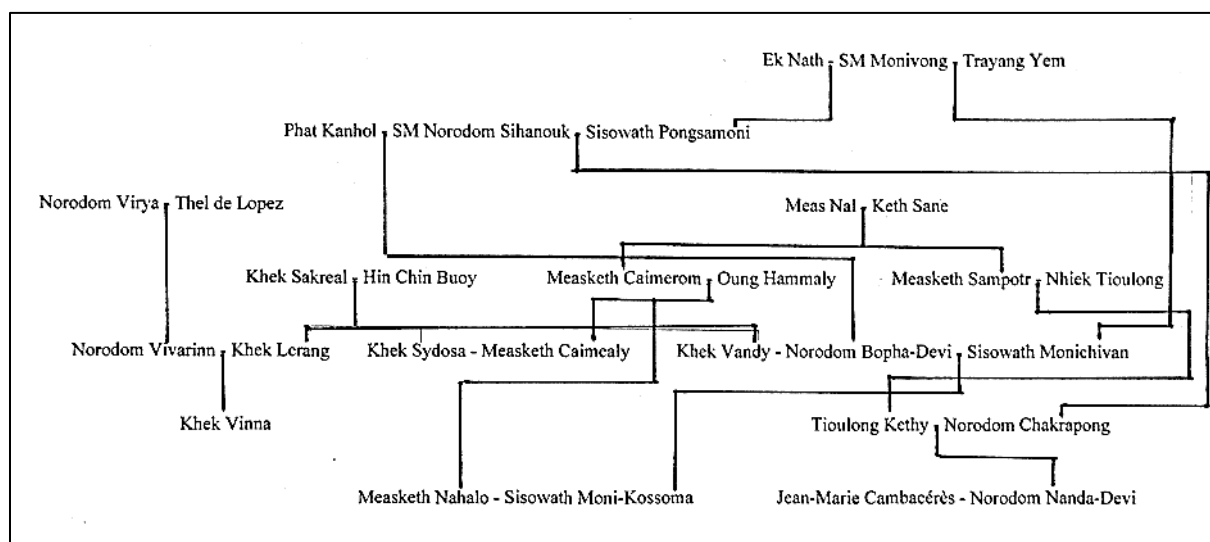 Ek Nath - SM Monivong - Trayang Yem
Phat Kanhol - SM Norodom Sihanouk - Sisowath Pongsamoni
Norodom Virya - Thel de Lopez
Meas Nal - Keth Sane
Khek Sakreal - Hin Chin Buoy
Measketh Caimerom - Oung Hammaly
Measketh Sampotr - Nhiek Tioulong
Norodom Vivarinn - Khek Lerang
Khek Sydosa - Measketh Caimealy
Khek Vandy - Norodom Bopha-Devi - Sisowath Monichivan
Khek Vinna
Tioulong Kethy - Norodom Chakrapong
Measketh Nahalo - Sisowath Moni-Kossoma
Jean-Marie Cambacérès - Norodom Nanda-Devi